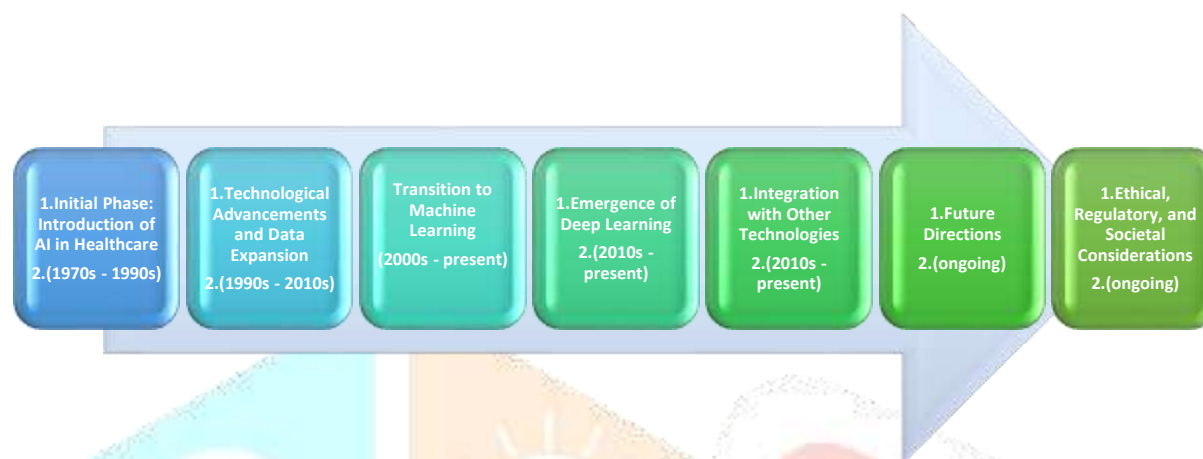 1.Initial Phase:
Introduction of
AI in Healthcare
2.(1970s - 1990s)
1.Technological
Advancements
and Data
Expansion
2.(1990s - 2010s)
Transition to
Machine
Learning
(2000s - present)
1.Emergence of
Deep Learning
2.(2010s -
present)
1.Integration
with Other
Technologies
2.(2010s -
present)
1.Future
Directions
2.(ongoing)
1.Ethical,
Regulatory, and
Societal
Considerations
2.(ongoing)